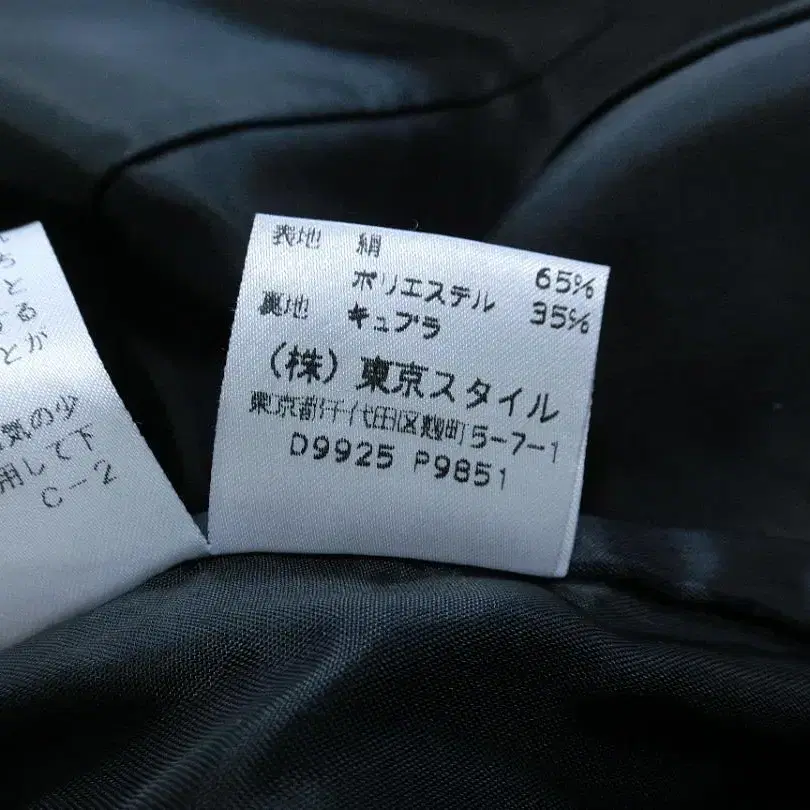 と
る
とが
気の少
用して下
C-2
表地 絹 65%
ポリエステル 35%
裏地 キュプラ
(株)東京スタイル
東京都千代田区麹町5-7-1
D9925 P9851